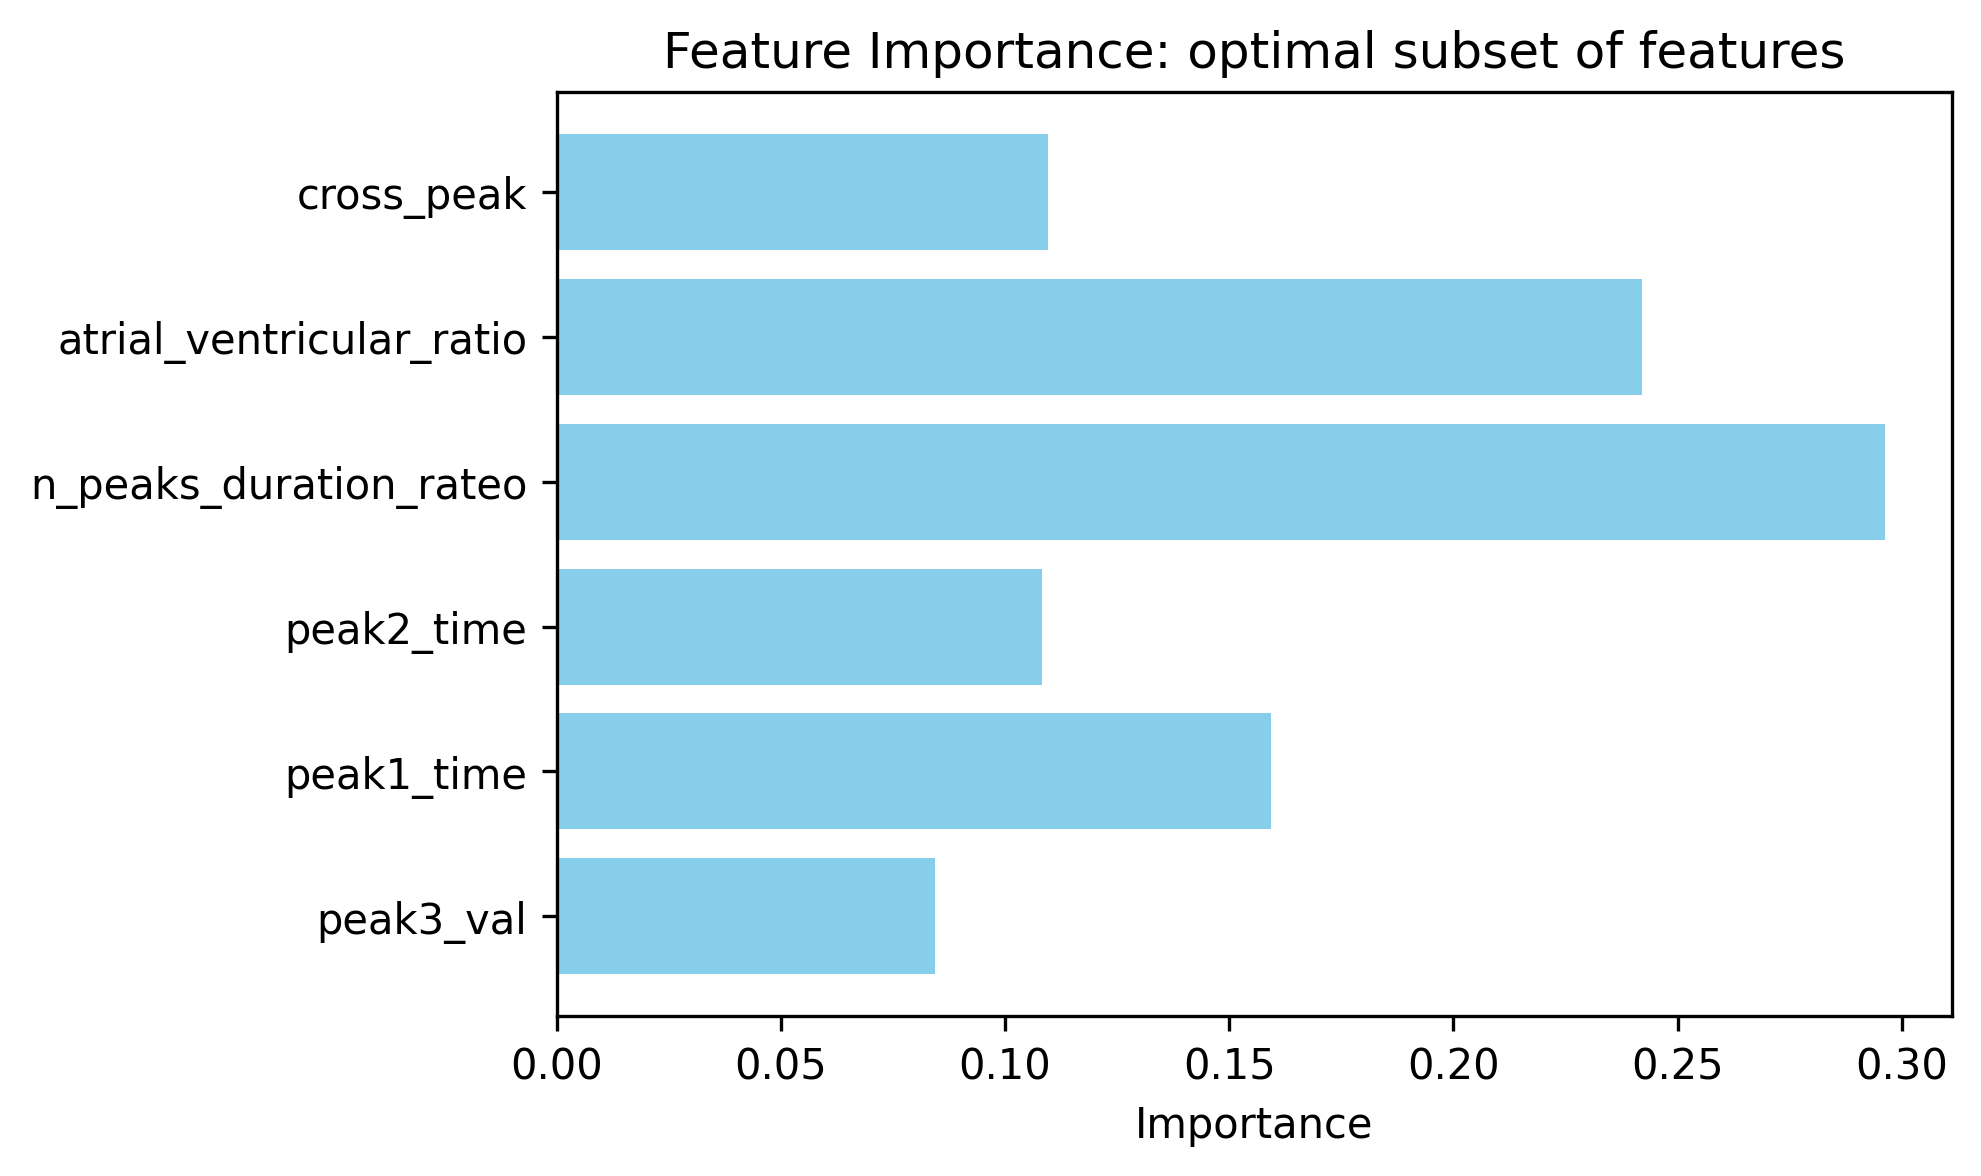 Feature Importance: optimal subset of features
cross_peak
atrial_ventricular_ratio
n_peaks_duration_rateo
peak2_time
peak1_time
peak3_val
0.00 0.05 0.10 0.15 0.20 0.25 0.30
Importance